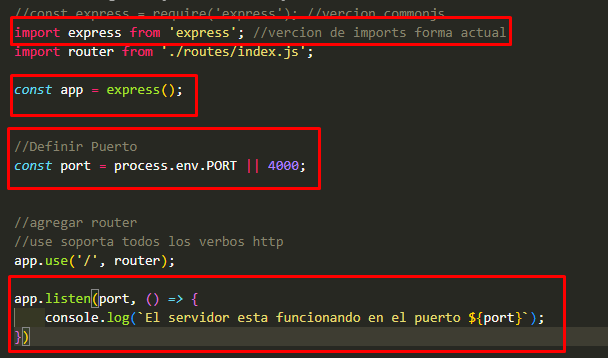 //const express = require('express'); //vercion commonjs
import express from 'express'; //vercion de imports forma actual
import router from './routes/index.js';
const app = express();
//Definir Puerto
const port = process.env.PORT || 4000;
//agregar router
//use soporta todos los verbos http
app.use('/', router);
app.listen(port, () => {
console.log(`El servidor esta funcionando en el puerto ${port}`);
})